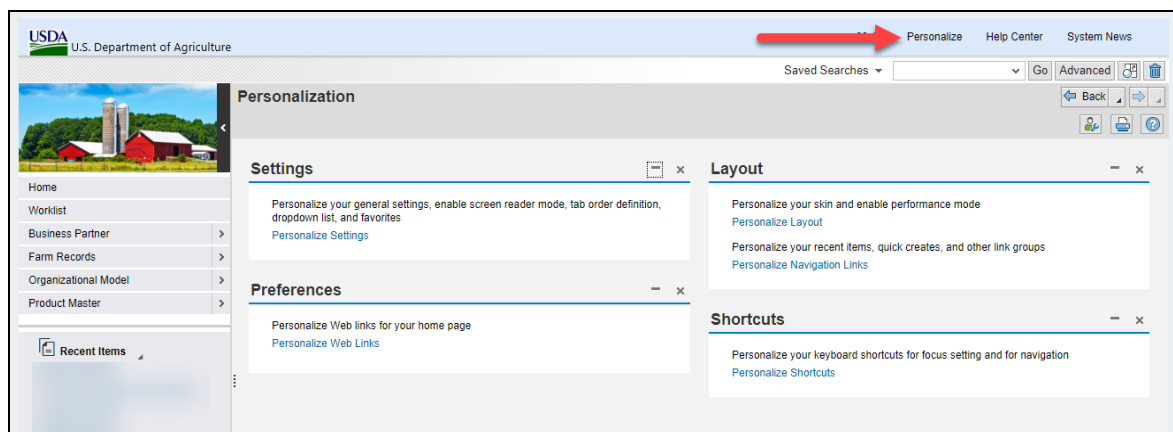 USDA
U.S. Department of Agriculture
Personalize Help Center System News
Saved Searches Go Advanced
Personalization
Back
Settings
Personalize your general settings, enable screen reader mode, tab order definition,
dropdown list, and favorites
Personalize Settings
Layout
Personalize your skin and enable performance mode
Personalize Layout
Personalize your recent items, quick creates, and other link groups
Personalize Navigation Links
Home
Worklist
Business Partner
Farm Records
Organizational Model
Product Master
Preferences
Personalize Web links for your home page
Personalize Web Links
Shortcuts
Personalize your keyboard shortcuts for focus setting and for navigation
Personalize Shortcuts
Recent Items